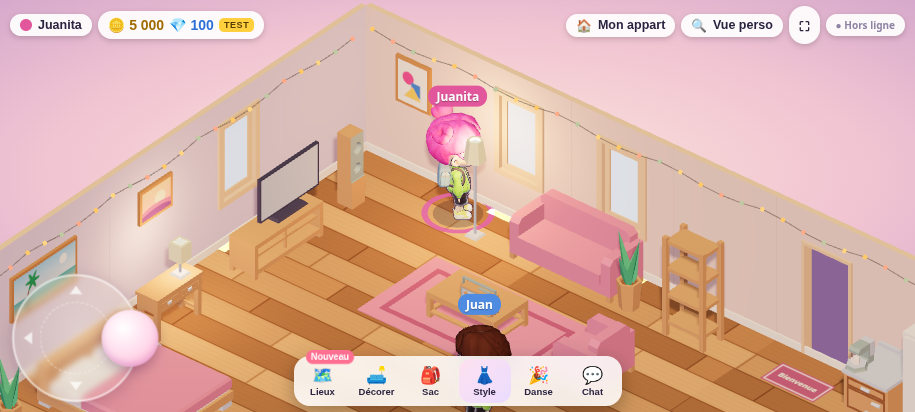 Juanita
5 000
100
TEST
Mon appart
Vue perso
Hors ligne
Juanita
Juan
Bienvenue
Nouveau
Lieux
Décorer
Sac
Style
Danse
Chat